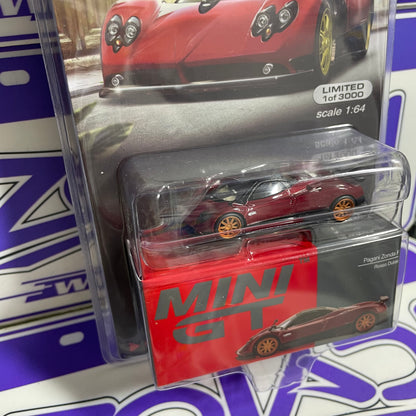 LIMITED
1 of 3000
scale 1:64
MINI
GT
Pagani Zonda F
Rosso Dubai